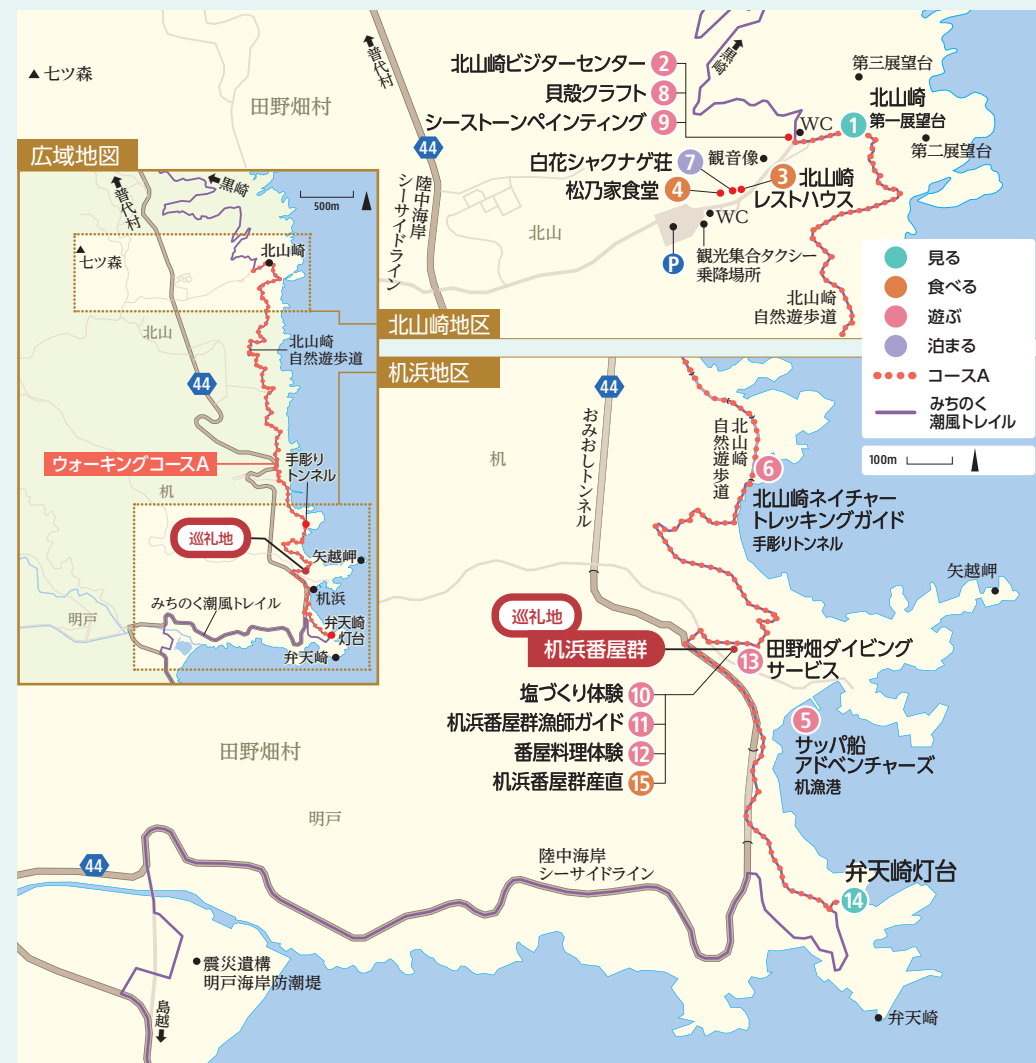 七ツ森
田野畑村
普代村
44
陸中海岸
シーサイドライン
黒崎
北山崎ビジターセンター 2
貝殻クラフト 8
シーストーンペインティング 9
白花シャクナゲ荘 7
松乃家食堂 4
WC
観音像
3 北山崎
レストハウス
1
北山崎
第一展望台
第二展望台
第三展望台
北山
P
WC
観光集合タクシー
乗降場所
北山崎
自然遊歩道
見る
食べる
遊ぶ
泊まる
コースA
みちのく
潮風トレイル
100m
広域地図
普代村
黒崎
500m
七ツ森
北山崎
北山
北山崎
自然遊歩道
44
ウォーキングコースA
手彫り
トンネル
机
巡礼地
矢越岬
机浜
みちのく潮風トレイル
明戸
弁天崎
灯台
弁天崎
北山崎地区
机浜地区
44
おみおしトンネル
机
北山崎
自然遊歩道
6
北山崎ネイチャー
トレッキングガイド
手彫りトンネル
矢越岬
巡礼地
机浜番屋群
13 田野畑ダイビング
サービス
塩づくり体験 10
机浜番屋群漁師ガイド 11
番屋料理体験 12
机浜番屋群産直 15
5
サッパ船
アドベンチャーズ
机漁港
田野畑村
明戸
44
陸中海岸
シーサイドライン
弁天崎灯台
14
震災遺構
明戸海岸防潮堤
島越
弁天崎